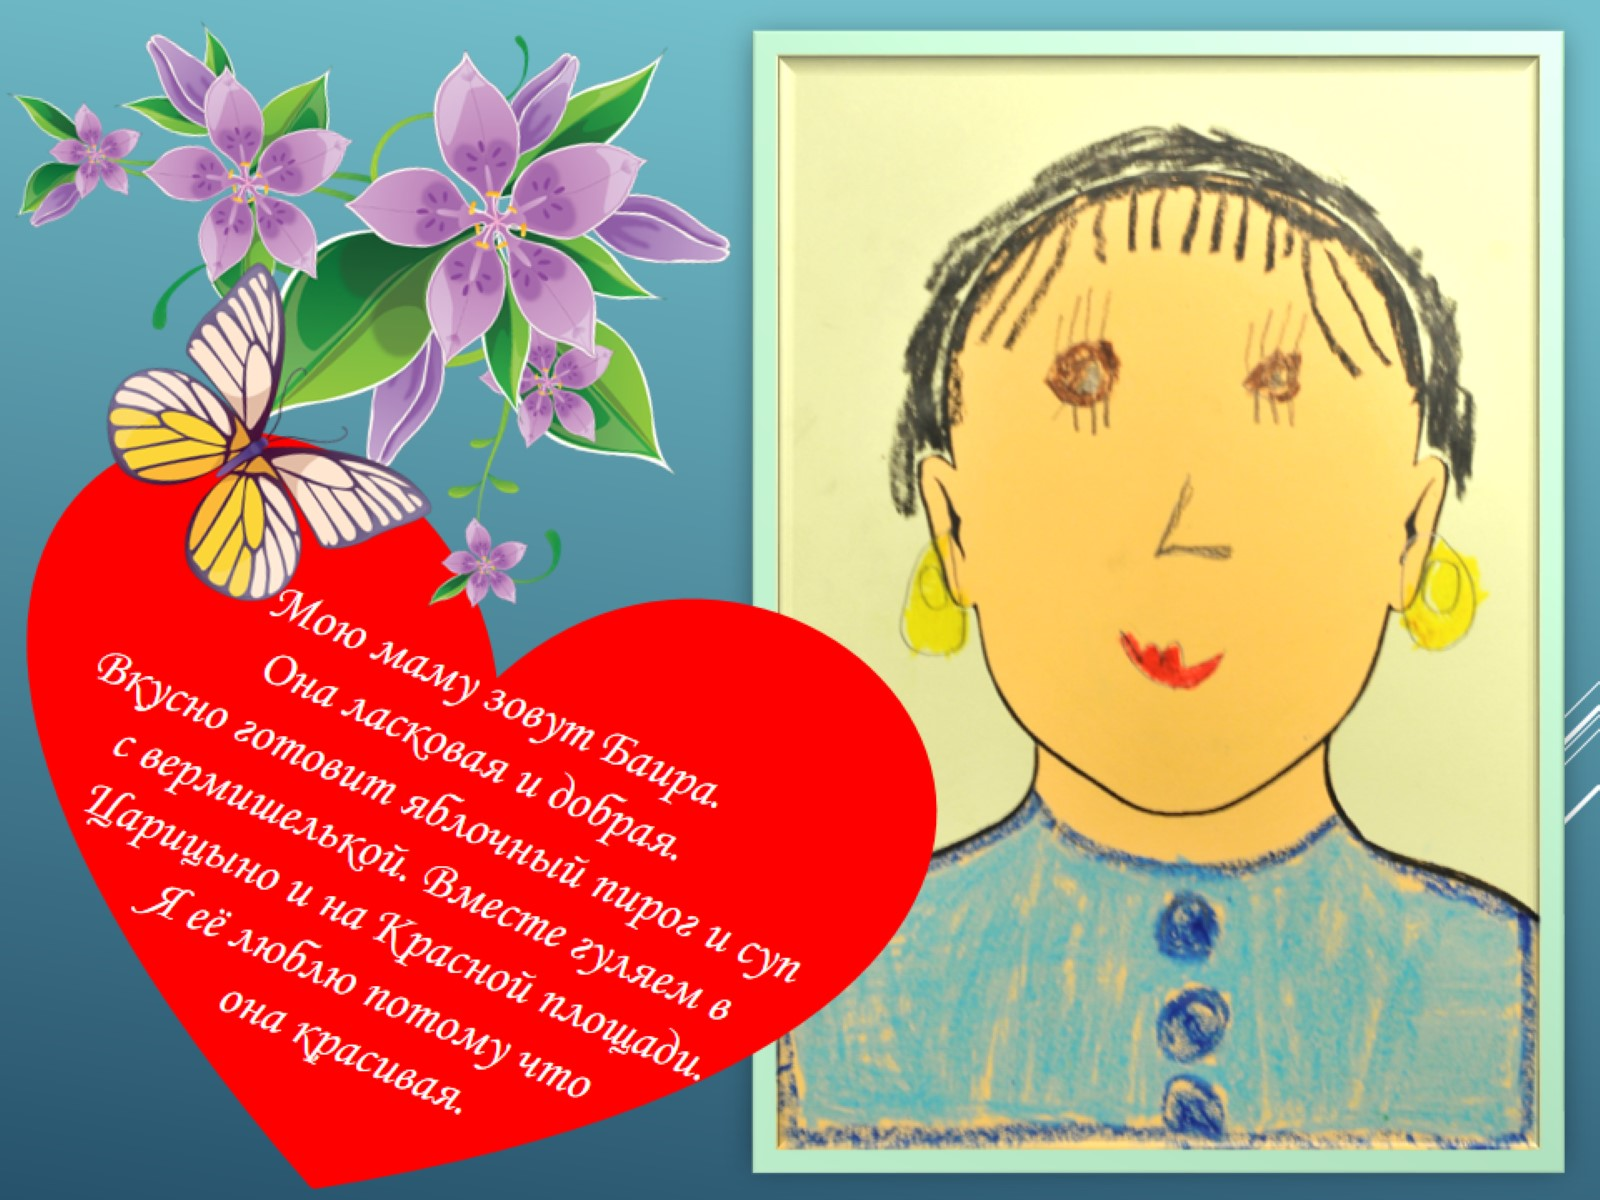 Мою маму зовут Баира.
Она ласковая и добрая.
Вкусно готовит яблочный пирог и суп
с вермишелькой. Вместе гуляем в
Царицыно и на Красной площади.
Я её люблю потому что
она красивая.